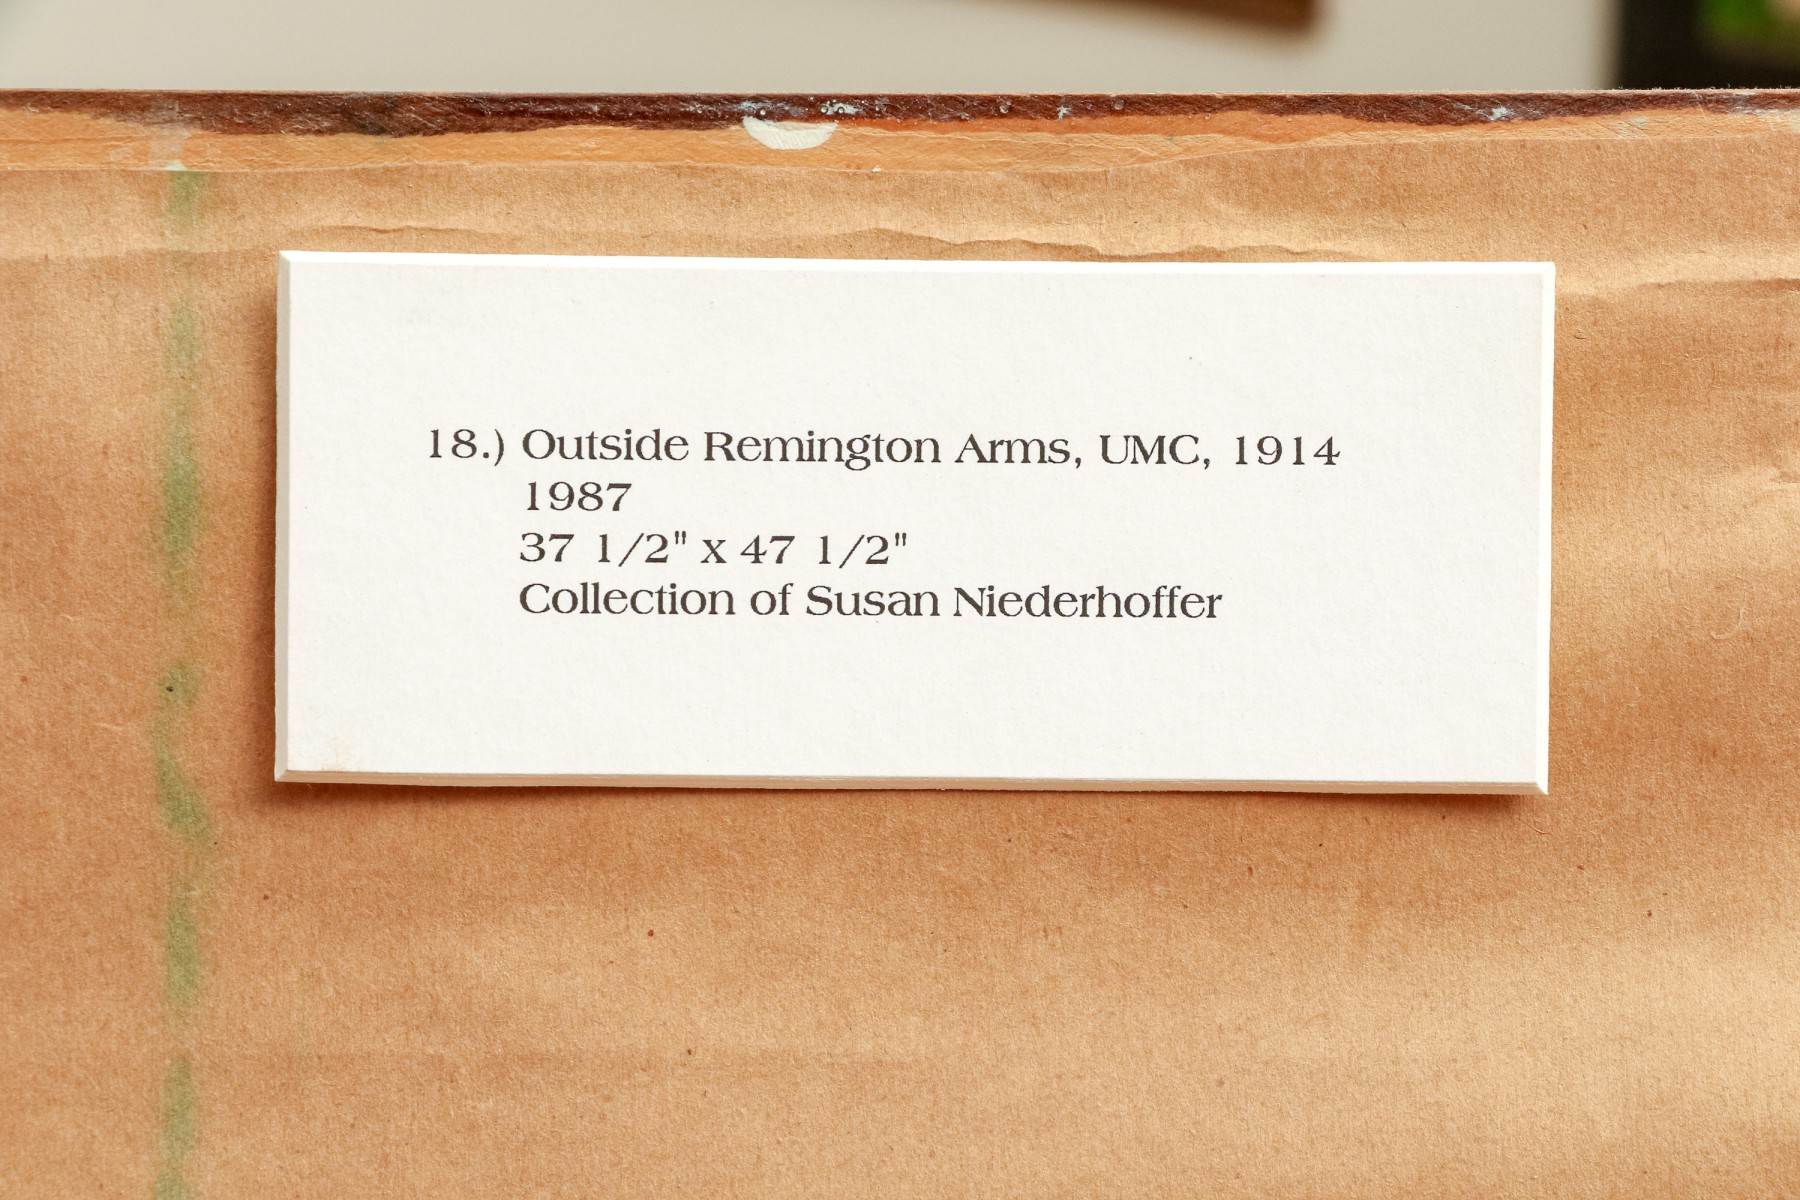 18.) Outside Remington Arms, UMC, 1914
1987
37 1/2" x 47 1/2"
Collection of Susan Niederhoffer